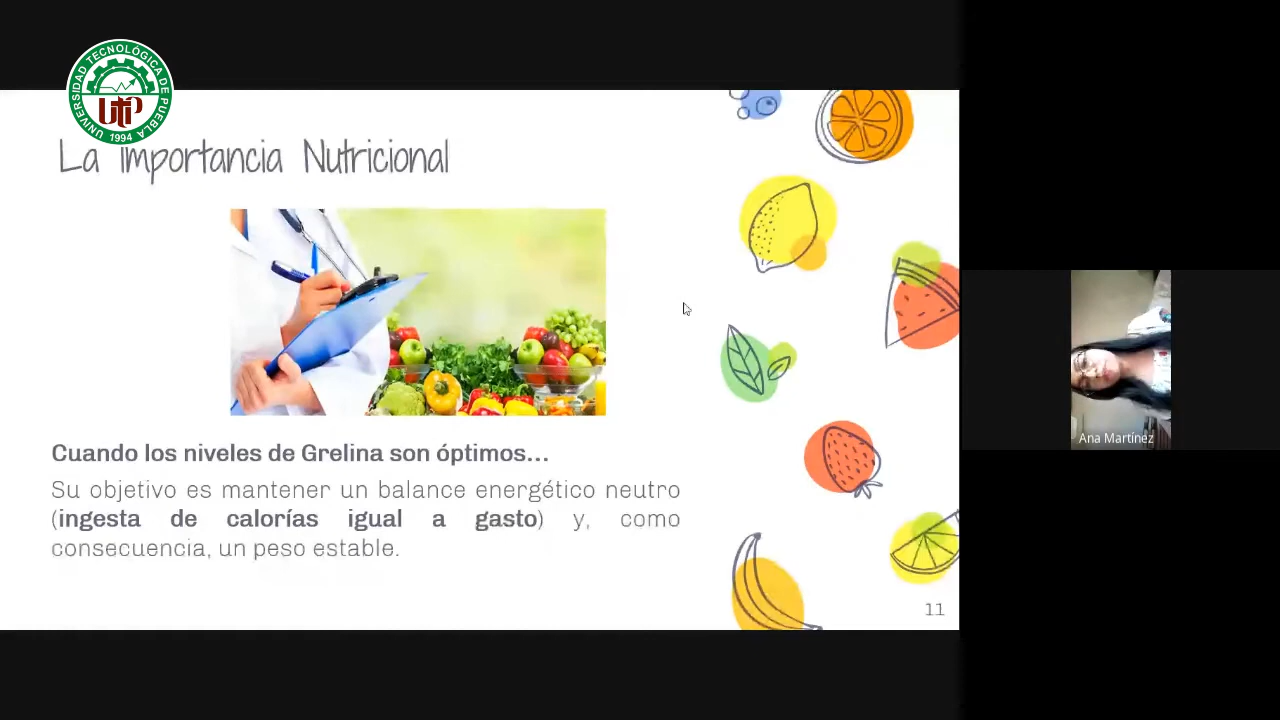 UNIVERSIDAD TECNOLÓGICA DE PUEBLA
UTP
1994
La Importancia Nutricional
Cuando los niveles de Grelina son óptimos...
Su objetivo es mantener un balance energético neutro
(ingesta de calorías igual a gasto) y, como
consecuencia, un peso estable.
11
Ana Martínez